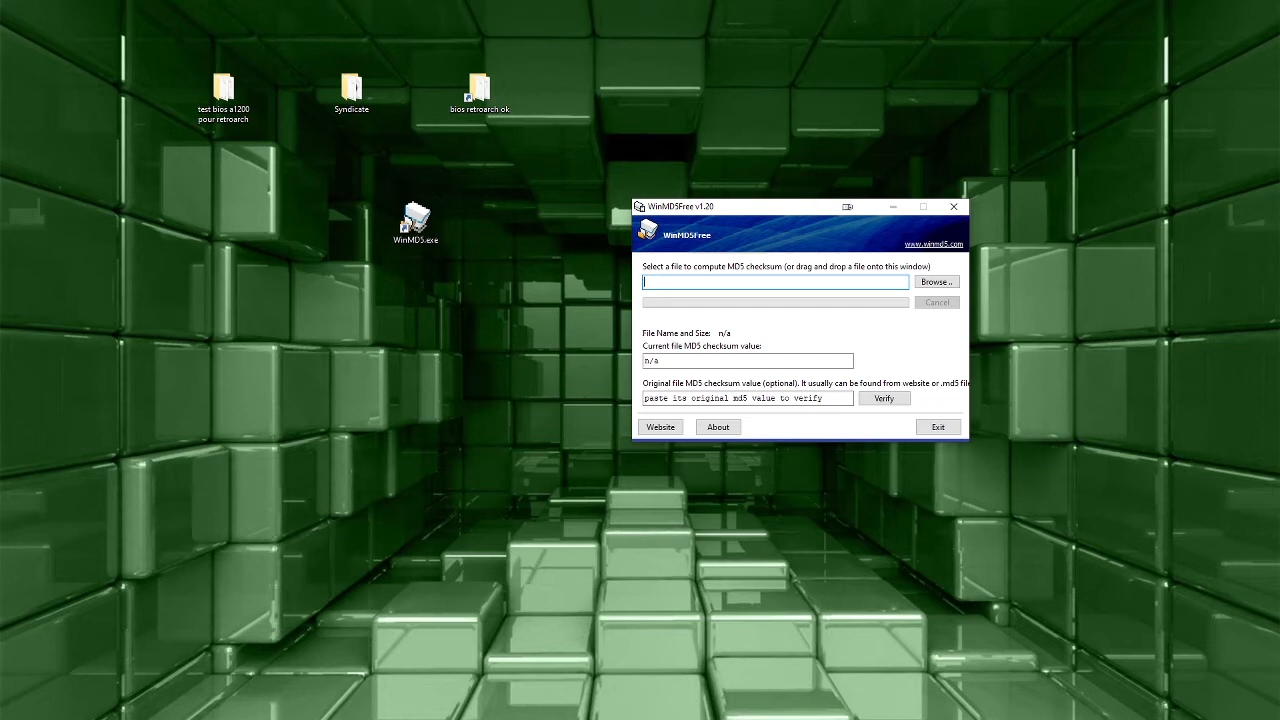 test bios a1200
pour retroarch
Syndicate
bios retroarch ok
WinMD5.exe
WinMD5Free v1.20
WinMD5Free
www.winmd5.com
Select a file to compute MD5 checksum (or drag and drop a file onto this window)
Browse..
Cancel
File Name and Size: n/a
Current file MD5 checksum value:
n/a
Original file MD5 checksum value (optional). It usually can be found from website or .md5 file
paste its original md5 value to verify
Verify
Website
About
Exit